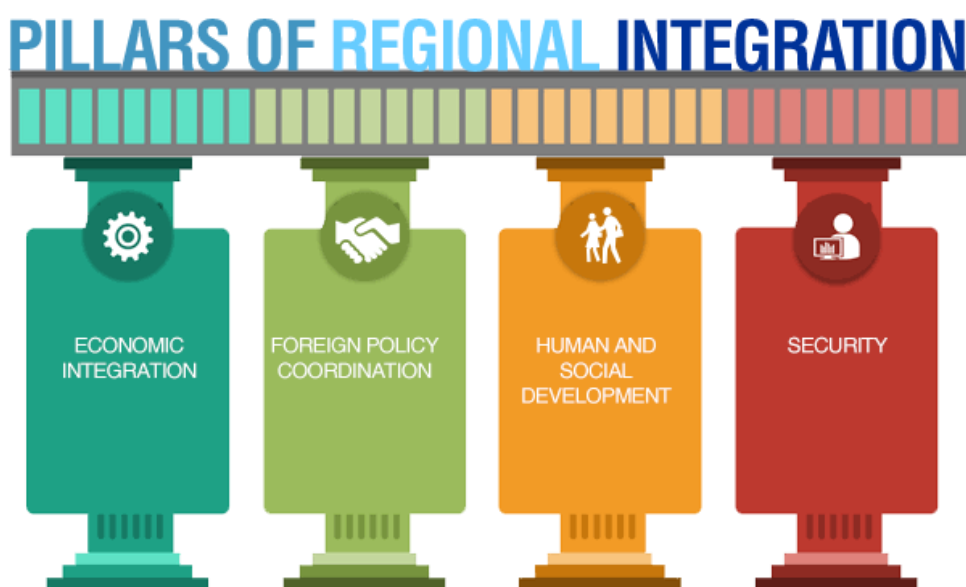 PILLARS OF REGIONAL INTEGRATION
ECONOMIC
INTEGRATION
FOREIGN POLICY
COORDINATION
HUMAN AND
SOCIAL
DEVELOPMENT
SECURITY